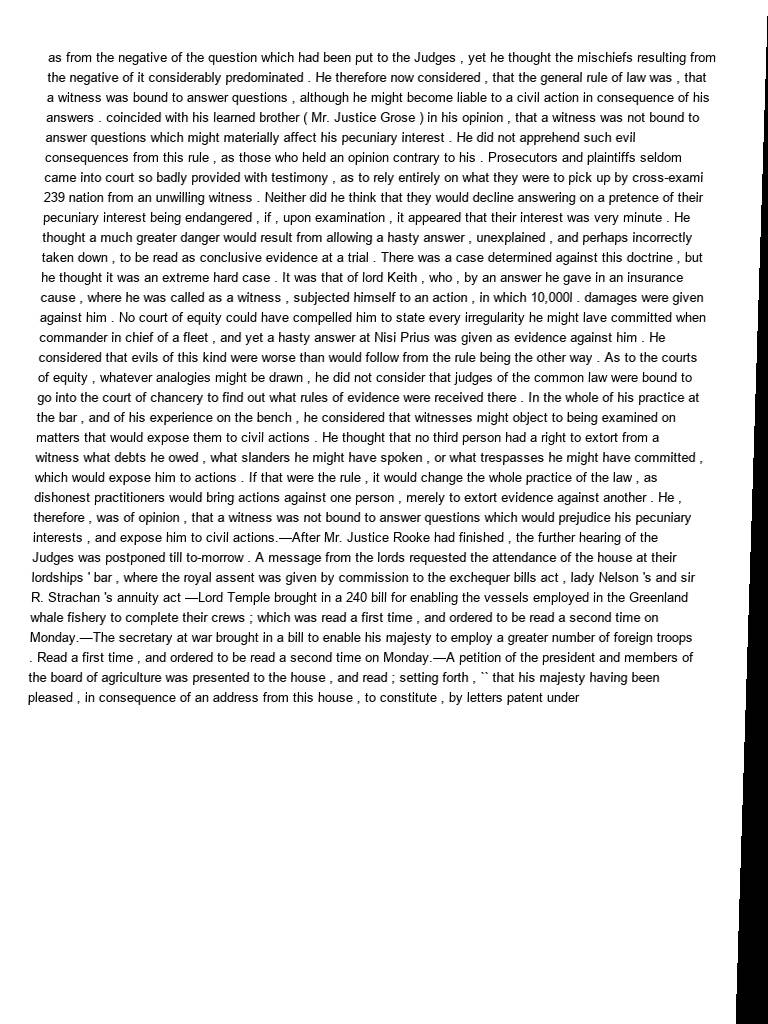 as from the negative of the question which had been put to the Judges , yet he thought the mischiefs resulting from
the negative of it considerably predominated . He therefore now considered , that the general rule of law was , that
a witness was bound to answer questions , although he might become liable to a civil action in consequence of his
answers . coincided with his learned brother ( Mr. Justice Grose ) in his opinion , that a witness was not bound to
answer questions which might materially affect his pecuniary interest . He did not apprehend such evil
consequences from this rule , as those who held an opinion contrary to his . Prosecutors and plaintiffs seldom
came into court so badly provided with testimony , as to rely entirely on what they were to pick up by cross-exami
239 nation from an unwilling witness . Neither did he think that they would decline answering on a pretence of their
pecuniary interest being endangered , if , upon examination , it appeared that their interest was very minute . He
thought a much greater danger would result from allowing a hasty answer , unexplained , and perhaps incorrectly
taken down , to be read as conclusive evidence at a trial . There was a case determined against this doctrine , but
he thought it was an extreme hard case . It was that of lord Keith , who , by an answer he gave in an insurance
cause , where he was called as a witness , subjected himself to an action , in which 10,000l . damages were given
against him . No court of equity could have compelled him to state every irregularity he might lave committed when
commander in chief of a fleet , and yet a hasty answer at Nisi Prius was given as evidence against him . He
considered that evils of this kind were worse than would follow from the rule being the other way . As to the courts
of equity , whatever analogies might be drawn , he did not consider that judges of the common law were bound to
go into the court of chancery to find out what rules of evidence were received there . In the whole of his practice at
the bar , and of his experience on the bench , he considered that witnesses might object to being examined on
matters that would expose them to civil actions . He thought that no third person had a right to extort from a
witness what debts he owed , what slanders he might have spoken , or what trespasses he might have committed ,
which would expose him to actions . If that were the rule , it would change the whole practice of the law , as
dishonest practitioners would bring actions against one person , merely to extort evidence against another . He ,
therefore , was of opinion , that a witness was not bound to answer questions which would prejudice his pecuniary
interests , and expose him to civil actions.—After Mr. Justice Rooke had finished , the further hearing of the
Judges was postponed till to-morrow . A message from the lords requested the attendance of the house at their
lordships ' bar , where the royal assent was given by commission to the exchequer bills act , lady Nelson 's and sir
R. Strachan 's annuity act —Lord Temple brought in a 240 bill for enabling the vessels employed in the Greenland
whale fishery to complete their crews ; which was read a first time , and ordered to be read a second time on
Monday.—The secretary at war brought in a bill to enable his majesty to employ a greater number of foreign troops
. Read a first time , and ordered to be read a second time on Monday.—A petition of the president and members of
the board of agriculture was presented to the house , and read ; setting forth , `` that his majesty having been
pleased , in consequence of an address from this house , to constitute , by letters patent under